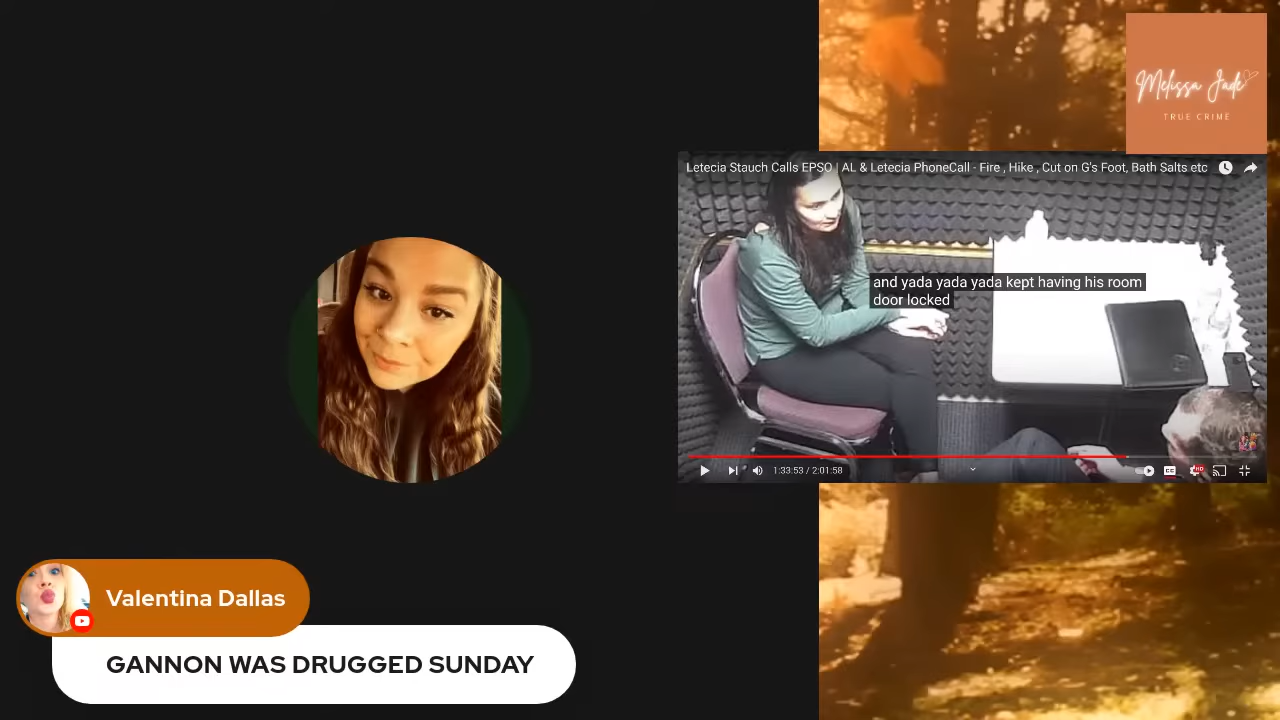 Melissa Jade
TRUE CRIME
Letecia Stauch Calls EPSO | AL & Letecia PhoneCall - Fire , Hike , Cut on G's Foot, Bath Salts etc
and yada yada yada kept having his room
door locked
1:33:53 / 2:01:58
CC
HD
Valentina Dallas
GANNON WAS DRUGGED SUNDAY